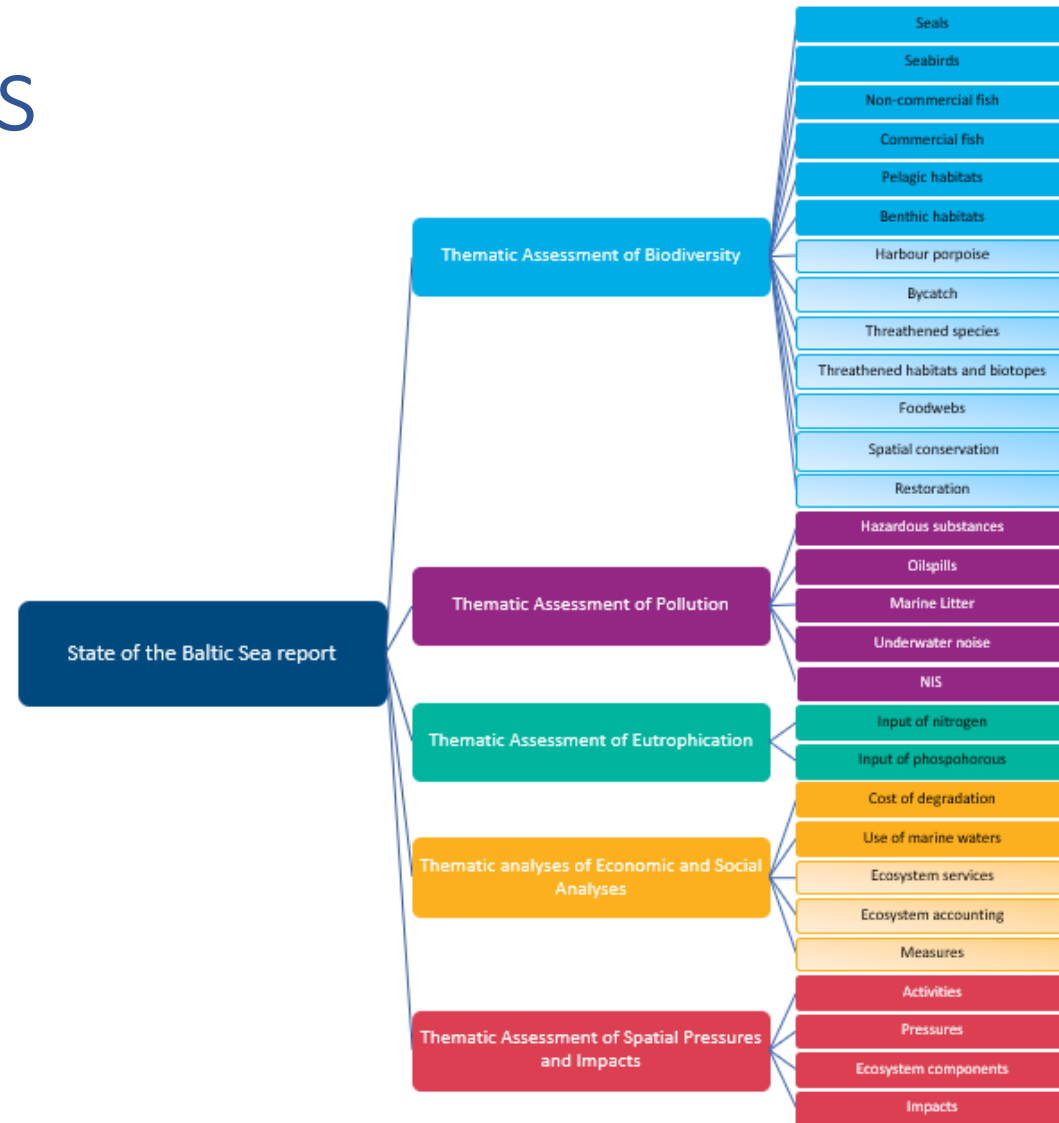 S
State of the Baltic Sea report
Thematic Assessment of Biodiversity
Seals
Seabirds
Non-commercial fish
Commercial fish
Pelagic habitats
Benthic habitats
Harbour porpoise
Bycatch
Threathened species
Threathened habitats and biotopes
Foodwebs
Spatial conservation
Restoration
Thematic Assessment of Pollution
Hazardous substances
Oilspills
Marine Litter
Underwater noise
NIS
Thematic Assessment of Eutrophication
Input of nitrogen
Input of phospohorous
Thematic analyses of Economic and Social
Analyses
Cost of degradation
Use of marine waters
Ecosystem services
Ecosystem accounting
Measures
Thematic Assessment of Spatial Pressures
and Impacts
Activities
Pressures
Ecosystem components
Impacts